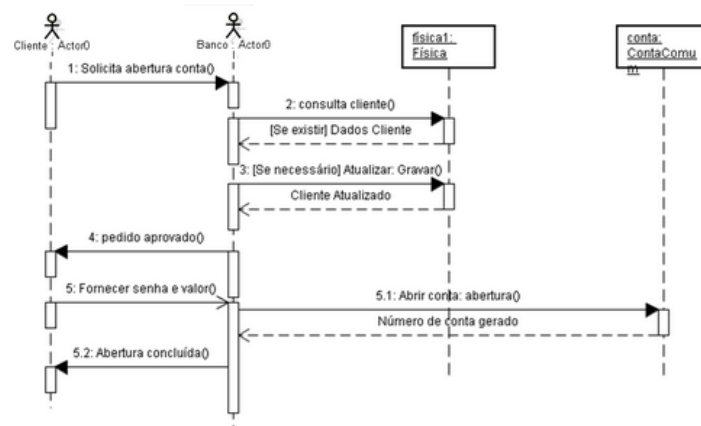 Cliente : Actor0
Banco : Actor0
física1:
Física
conta:
ContaComu
m
1: Solicita abertura conta()
2: consulta cliente()
[Se existir] Dados Cliente
3: [Se necessário] Atualizar: Gravar()
Cliente Atualizado
4: pedido aprovado()
5: Fornecer senha e valor()
5.1: Abrir conta: abertura()
Número de conta gerado
5.2: Abertura concluída()